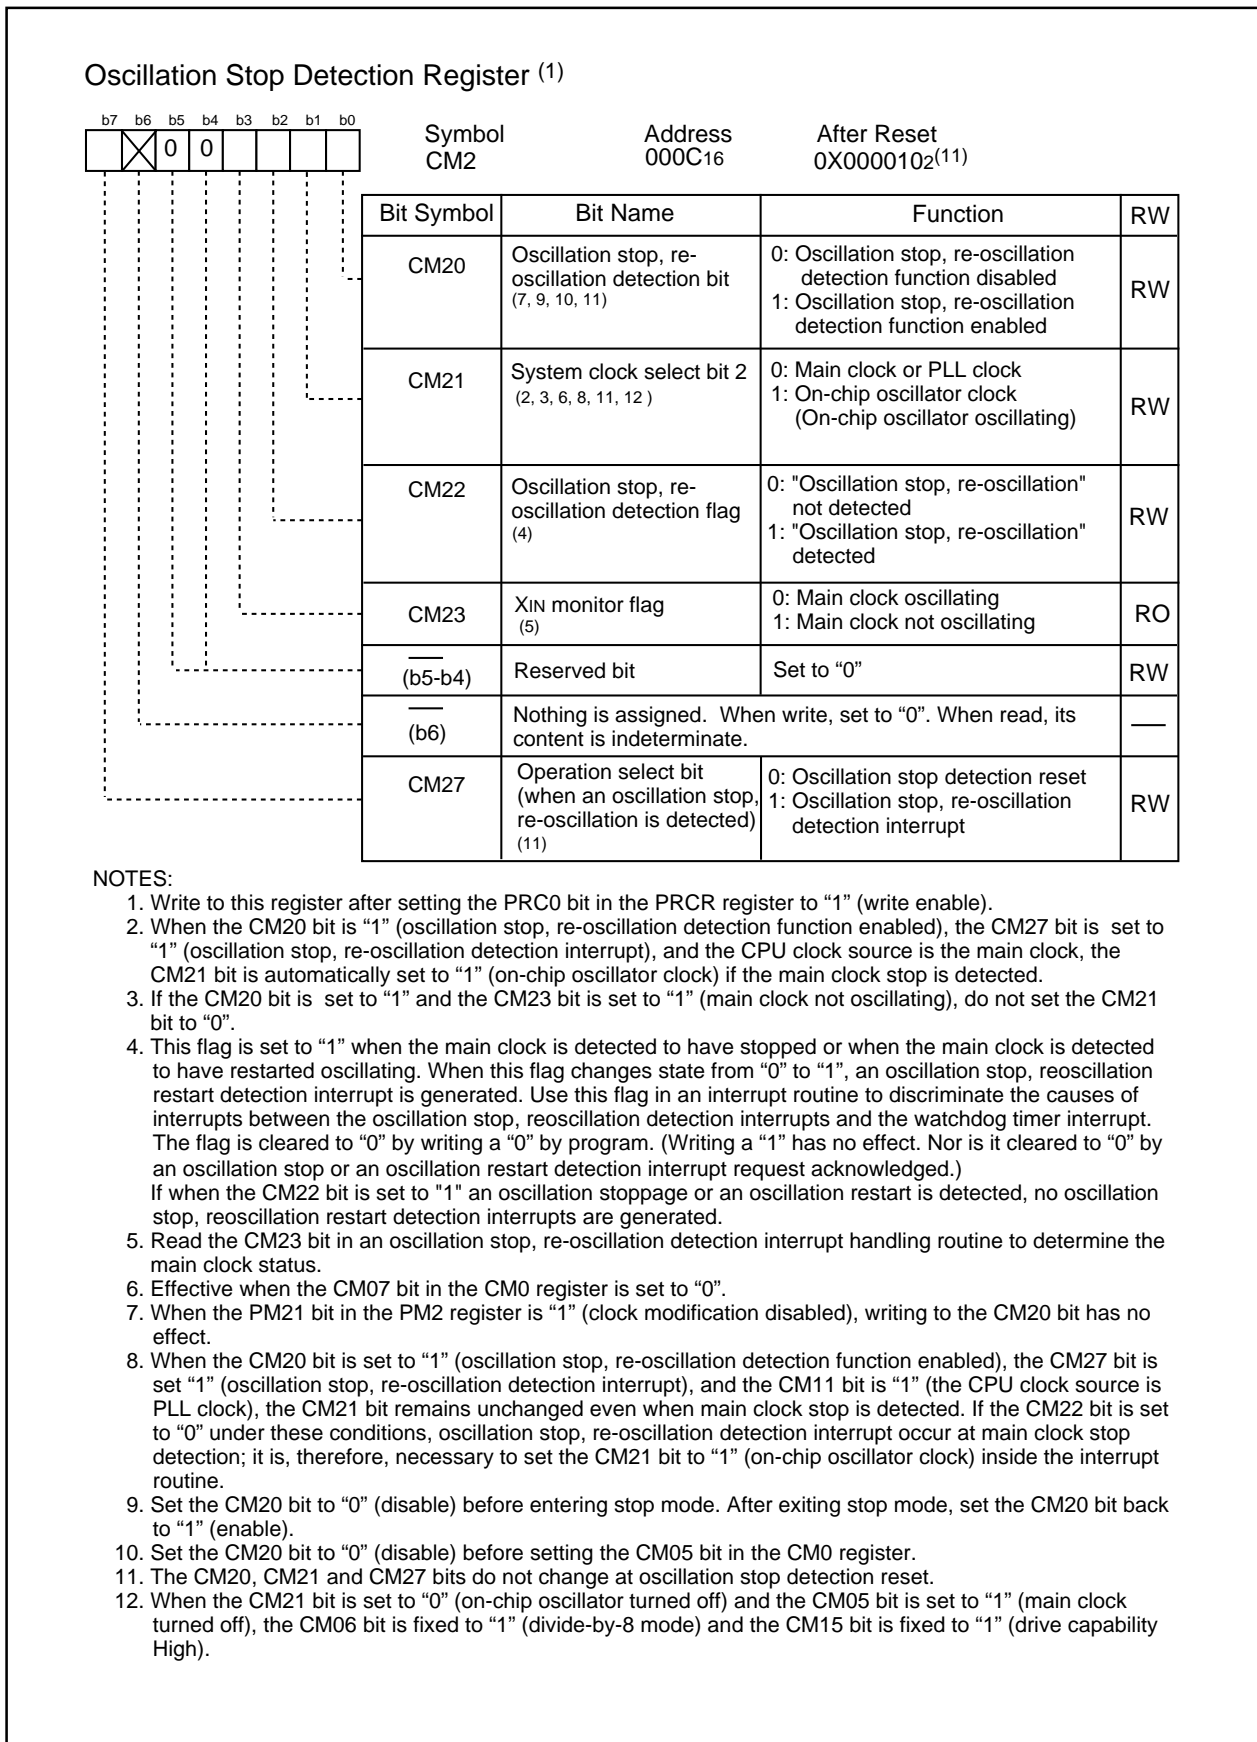 Oscillation Stop Detection Register (1)
b7 b6 b5 b4 b3 b2 b1 b0
0 0
Symbol Address After Reset
CM2 000C16 0X0000102(11)
Bit Symbol Bit Name Function RW
CM20
Oscillation stop, re-
oscillation detection bit
(7, 9, 10, 11)
0: Oscillation stop, re-oscillation
detection function disabled
1: Oscillation stop, re-oscillation
detection function enabled
RW
CM21
System clock select bit 2
(2, 3, 6, 8, 11, 12 )
0: Main clock or PLL clock
1: On-chip oscillator clock
(On-chip oscillator oscillating)
RW
CM22
Oscillation stop, re-
oscillation detection flag
(4)
0: "Oscillation stop, re-oscillation"
not detected
1: "Oscillation stop, re-oscillation"
detected
RW
CM23
XIN monitor flag
(5)
0: Main clock oscillating
1: Main clock not oscillating
RO
(b5-b4)
Reserved bit
Set to “0”
RW
(b6)
Nothing is assigned. When write, set to “0”. When read, its
content is indeterminate.
CM27
Operation select bit
(when an oscillation stop,
re-oscillation is detected)
(11)
0: Oscillation stop detection reset
1: Oscillation stop, re-oscillation
detection interrupt
RW
NOTES:
1. Write to this register after setting the PRC0 bit in the PRCR register to “1” (write enable).
2. When the CM20 bit is “1” (oscillation stop, re-oscillation detection function enabled), the CM27 bit is set to
“1” (oscillation stop, re-oscillation detection interrupt), and the CPU clock source is the main clock, the
CM21 bit is automatically set to “1” (on-chip oscillator clock) if the main clock stop is detected.
3. If the CM20 bit is set to “1” and the CM23 bit is set to “1” (main clock not oscillating), do not set the CM21
bit to “0”.
4. This flag is set to “1” when the main clock is detected to have stopped or when the main clock is detected
to have restarted oscillating. When this flag changes state from “0” to “1”, an oscillation stop, reoscillation
restart detection interrupt is generated. Use this flag in an interrupt routine to discriminate the causes of
interrupts between the oscillation stop, reoscillation detection interrupts and the watchdog timer interrupt.
The flag is cleared to “0” by writing a “0” by program. (Writing a “1” has no effect. Nor is it cleared to “0” by
an oscillation stop or an oscillation restart detection interrupt request acknowledged.)
If when the CM22 bit is set to "1" an oscillation stoppage or an oscillation restart is detected, no oscillation
stop, reoscillation restart detection interrupts are generated.
5. Read the CM23 bit in an oscillation stop, re-oscillation detection interrupt handling routine to determine the
main clock status.
6. Effective when the CM07 bit in the CM0 register is set to “0”.
7. When the PM21 bit in the PM2 register is “1” (clock modification disabled), writing to the CM20 bit has no
effect.
8. When the CM20 bit is set to “1” (oscillation stop, re-oscillation detection function enabled), the CM27 bit is
set “1” (oscillation stop, re-oscillation detection interrupt), and the CM11 bit is “1” (the CPU clock source is
PLL clock), the CM21 bit remains unchanged even when main clock stop is detected. If the CM22 bit is set
to “0” under these conditions, oscillation stop, re-oscillation detection interrupt occur at main clock stop
detection; it is, therefore, necessary to set the CM21 bit to “1” (on-chip oscillator clock) inside the interrupt
routine.
9. Set the CM20 bit to “0” (disable) before entering stop mode. After exiting stop mode, set the CM20 bit back
to “1” (enable).
10. Set the CM20 bit to “0” (disable) before setting the CM05 bit in the CM0 register.
11. The CM20, CM21 and CM27 bits do not change at oscillation stop detection reset.
12. When the CM21 bit is set to “0” (on-chip oscillator turned off) and the CM05 bit is set to “1” (main clock
turned off), the CM06 bit is fixed to “1” (divide-by-8 mode) and the CM15 bit is fixed to “1” (drive capability
High).